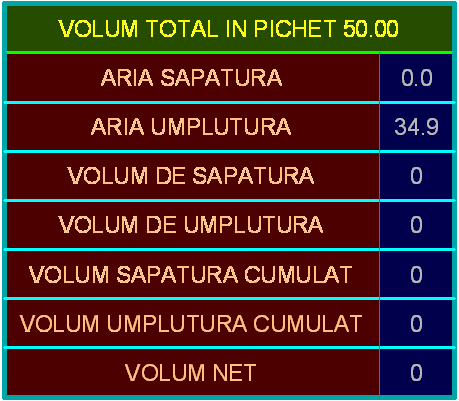 VOLUM TOTAL IN PICHET 50.00
ARIA SAPATURA 0.0
ARIA UMPLUTURA 34.9
VOLUM DE SAPATURA 0
VOLUM DE UMPLUTURA 0
VOLUM SAPATURA CUMULAT 0
VOLUM UMPLUTURA CUMULAT 0
VOLUM NET 0